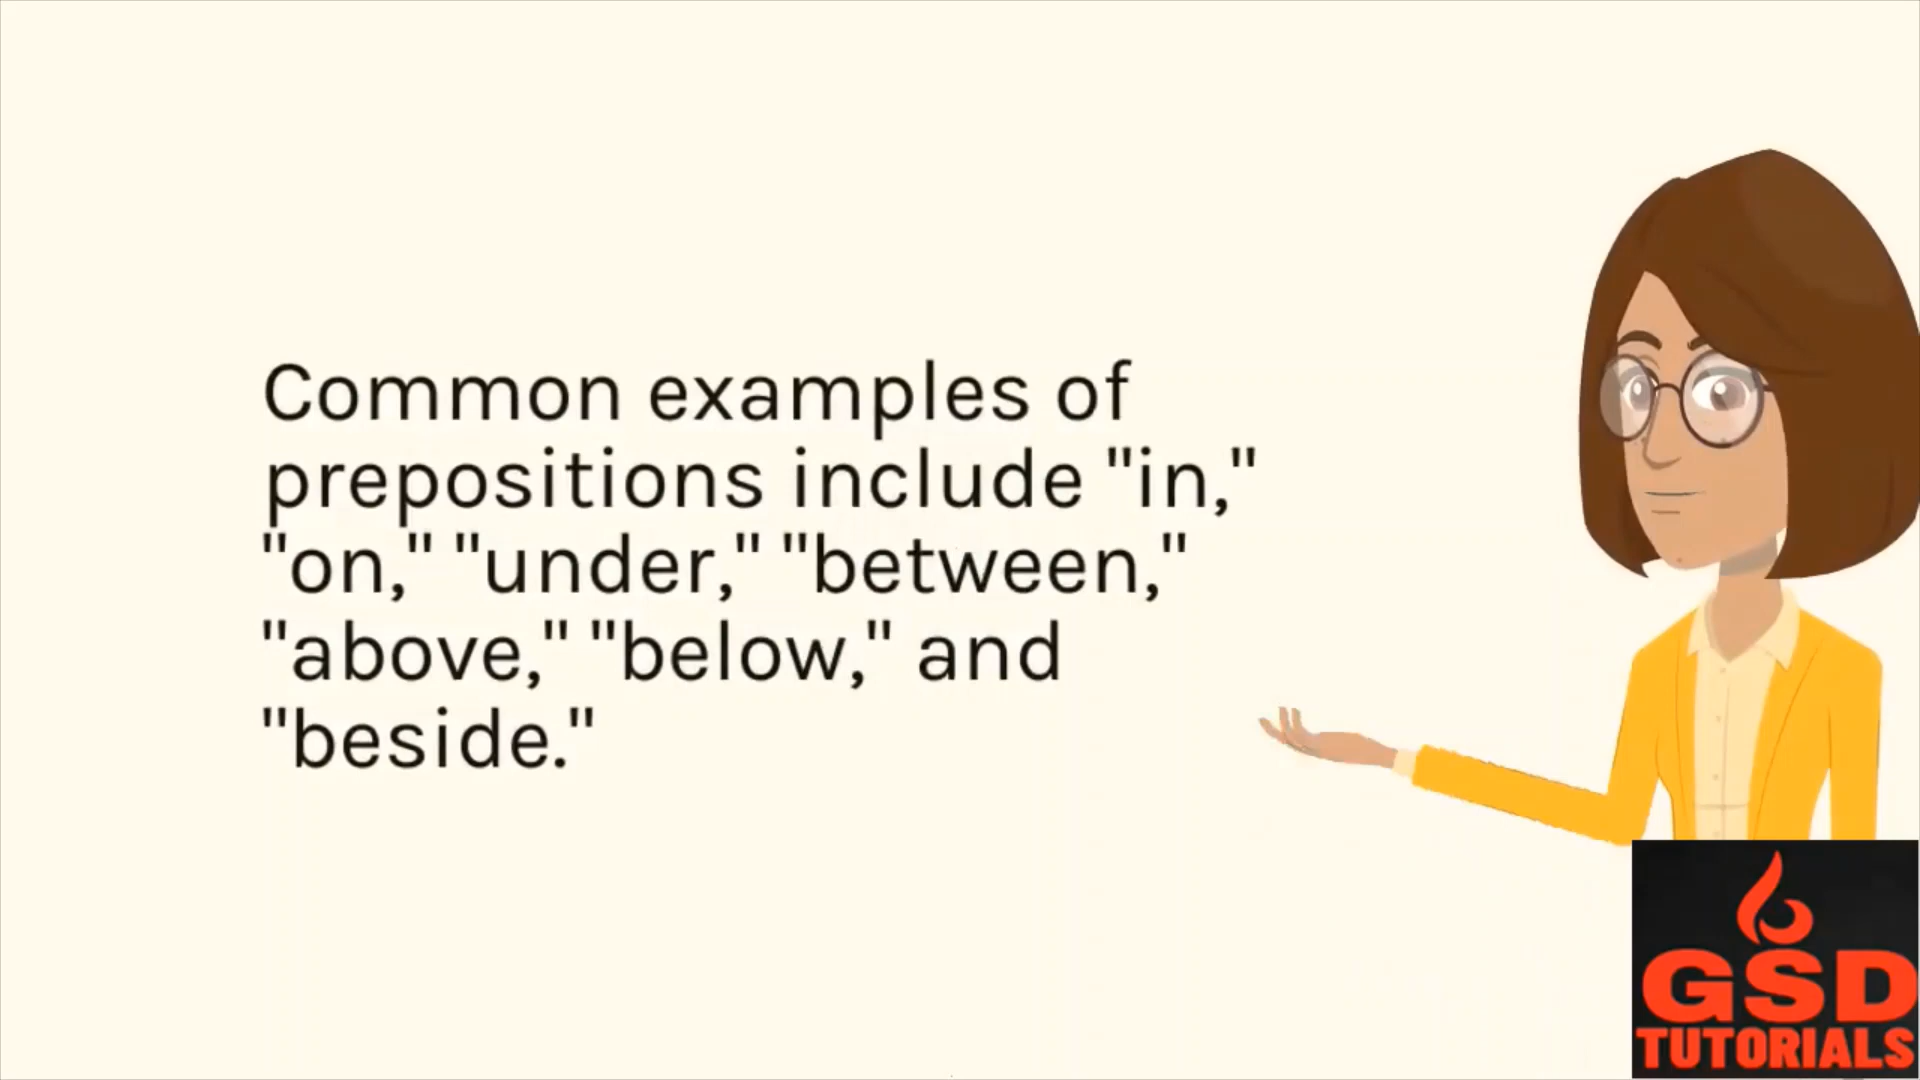 Common examples of
prepositions include "in,"
"on," "under," "between,"
"above," "below," and
"beside."
GSD
TUTORIALS